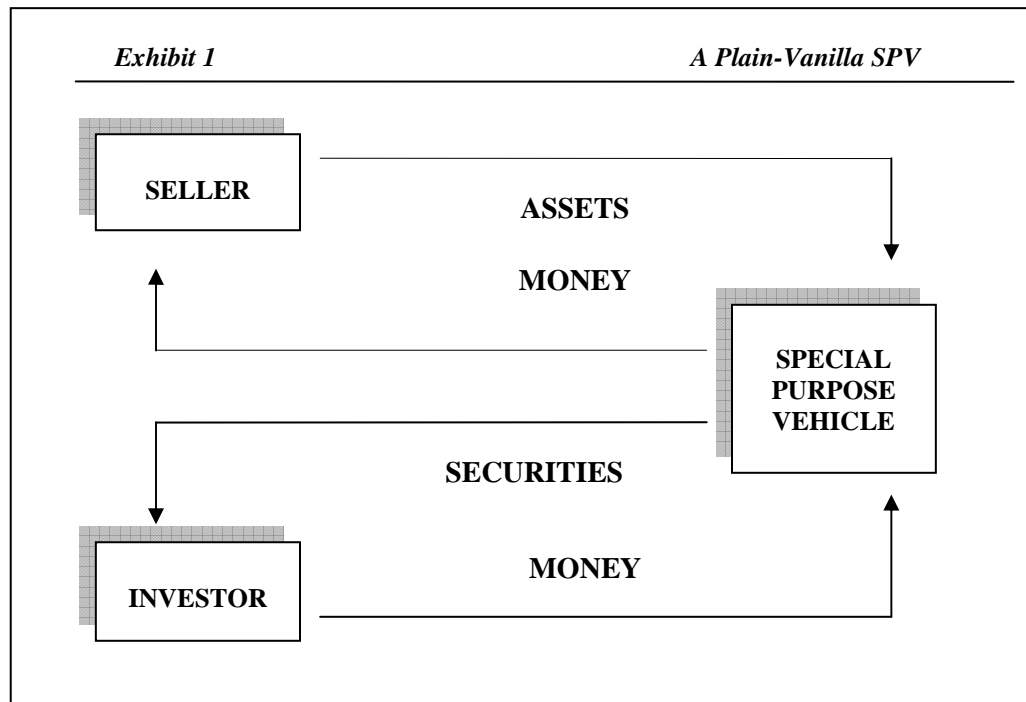 Exhibit 1
A Plain-Vanilla SPV
SELLER
ASSETS
MONEY
SPECIAL
PURPOSE
VEHICLE
SECURITIES
MONEY
INVESTOR